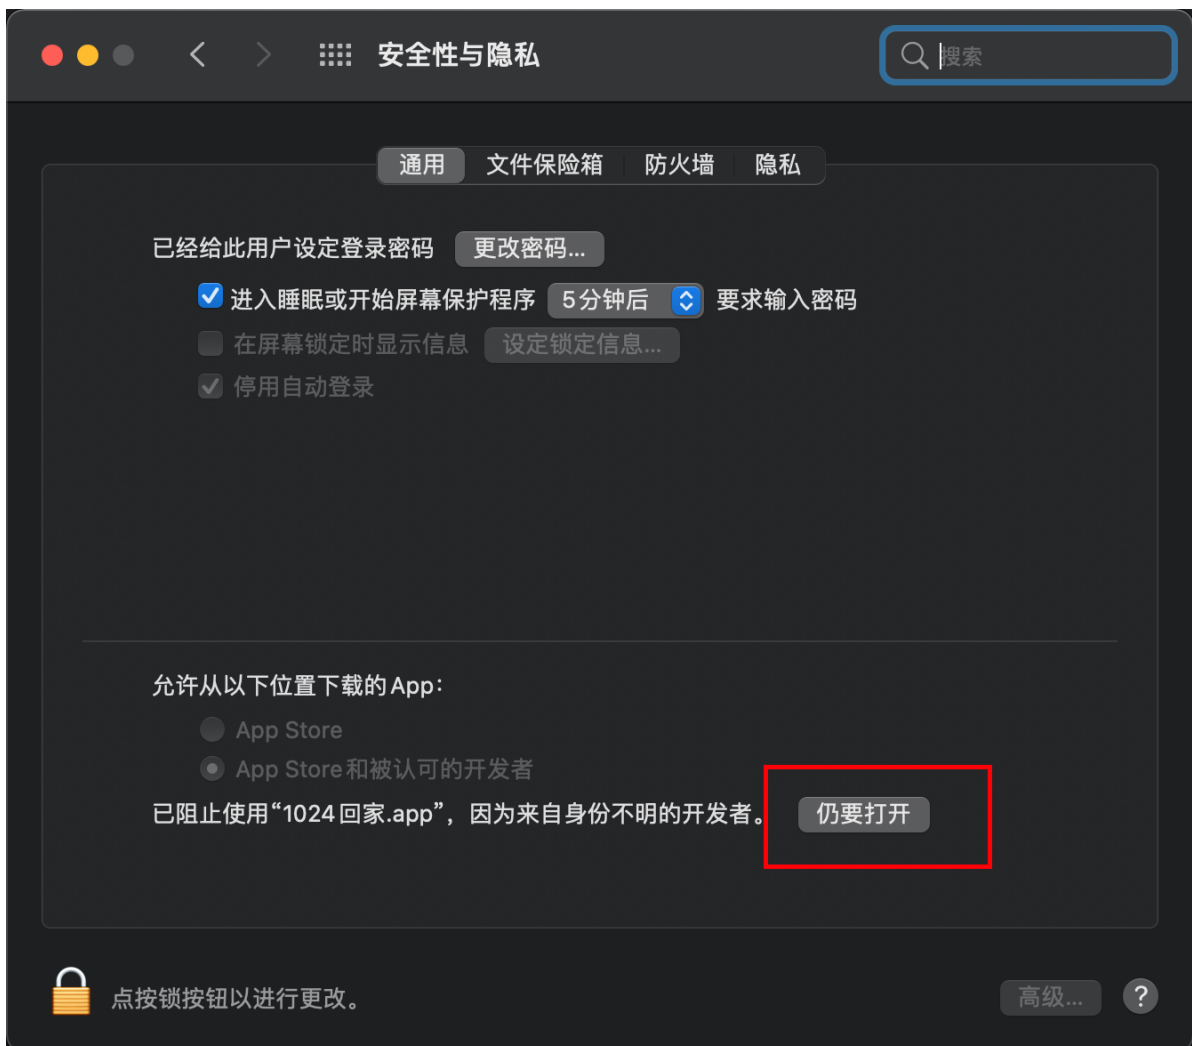 安全性与隐私
搜索
通用 文件保险箱 防火墙 隐私
已经给此用户设定登录密码 更改密码...
进入睡眠或开始屏幕保护程序 5分钟后 要求输入密码
在屏幕锁定时显示信息 设定锁定信息...
停用自动登录
允许从以下位置下载的App：
App Store
App Store和被认可的开发者
已阻止使用“1024回家.app”，因为来自身份不明的开发者。 仍要打开
点按锁按钮以进行更改。
高级... ?